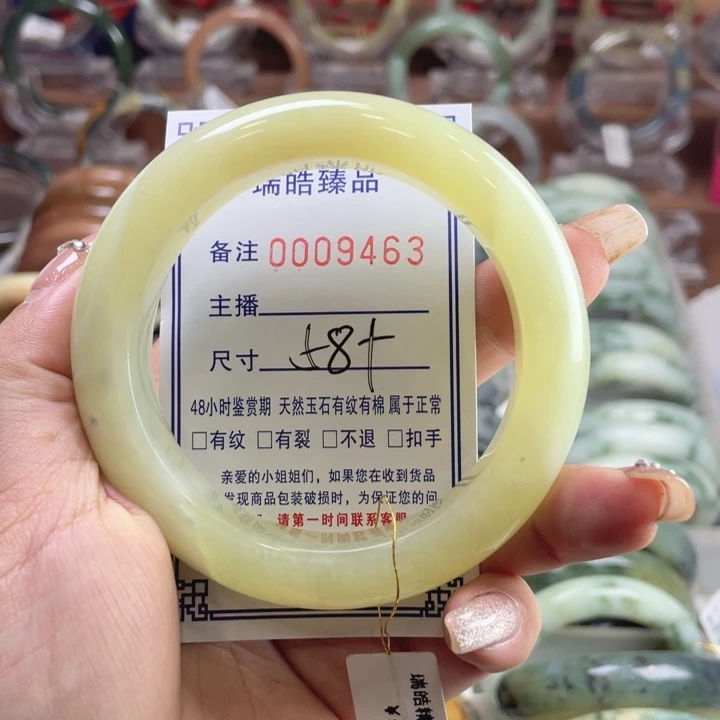 瑞皓臻品
备注 0009463
主播
尺寸 58+
48小时鉴赏期 天然玉石有纹有棉 属于正常
□有纹 □有裂 □不退 □扣手
亲爱的小姐姐们，如果您在收到货品
发现商品包装破损时，为保证您的问
请第一时间联系客服
瑞皓臻